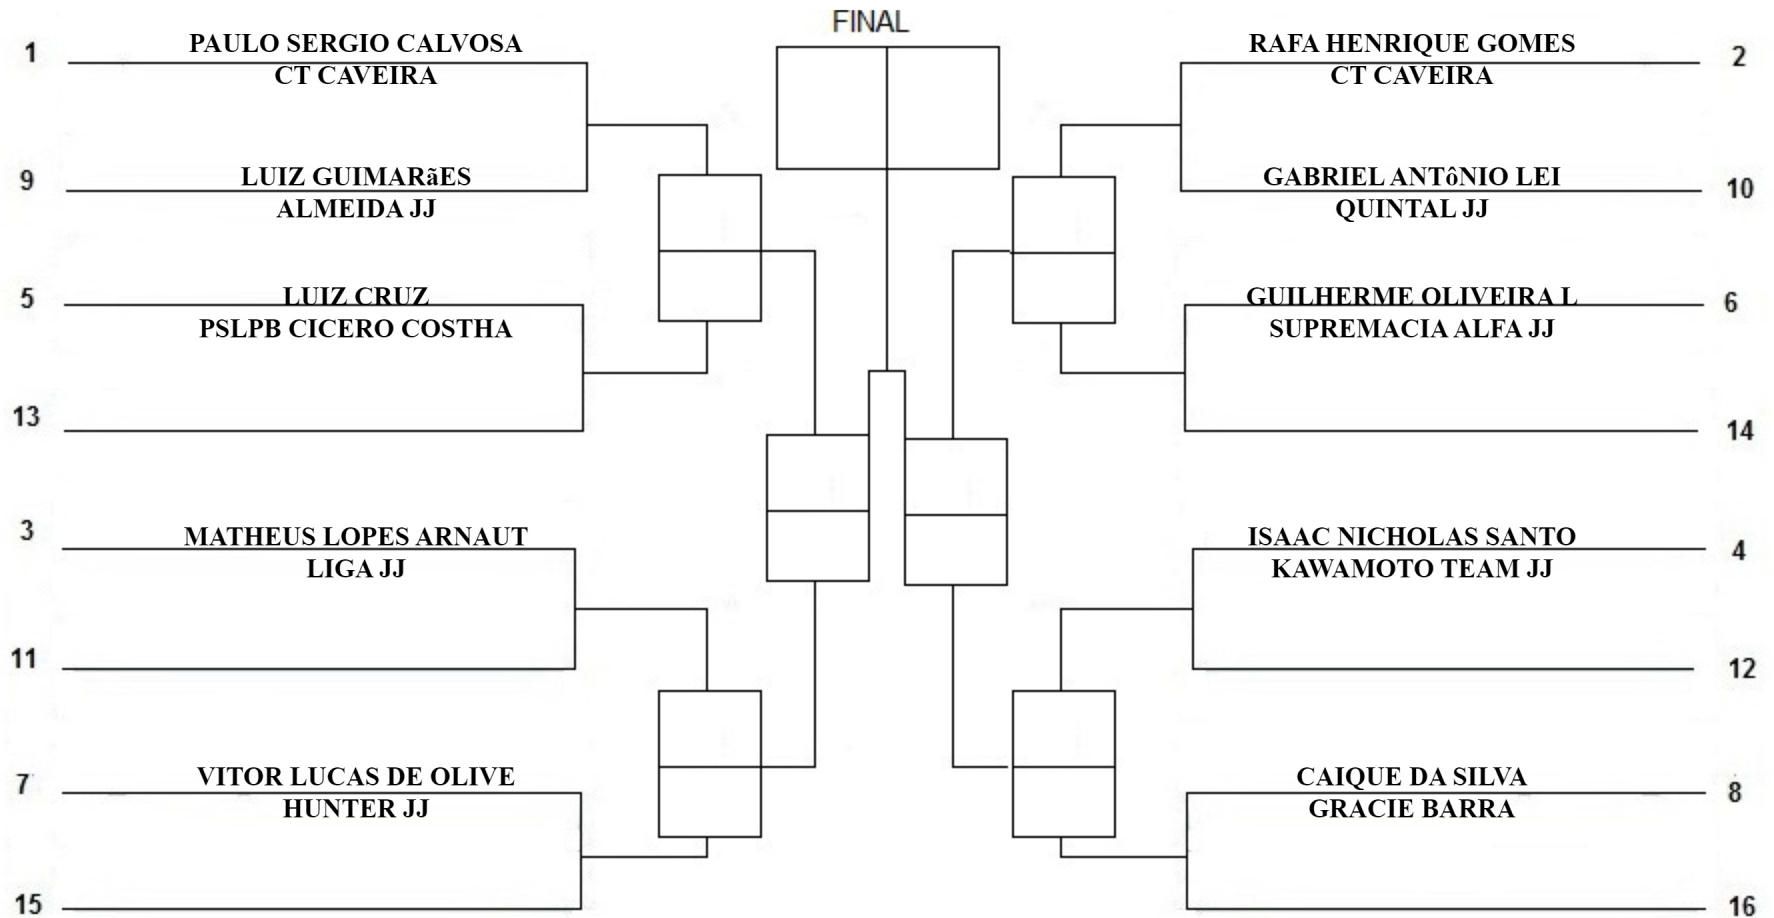 FINAL
1
PAULO SERGIO CALVOSA
CT CAVEIRA
9
LUIZ GUIMARãES
ALMEIDA JJ
5
LUIZ CRUZ
PSLPB CICERO COSTHA
13
3
MATHEUS LOPES ARNAUT
LIGA JJ
11
7
VITOR LUCAS DE OLIVE
HUNTER JJ
15
RAFA HENRIQUE GOMES
2
CT CAVEIRA
GABRIEL ANTôNIO LEI
10
QUINTAL JJ
GUILHERME OLIVEIRA L
6
SUPREMACIA ALFA JJ
14
ISAAC NICHOLAS SANTO
4
KAWAMOTO TEAM JJ
12
CAIQUE DA SILVA
8
GRACIE BARRA
16